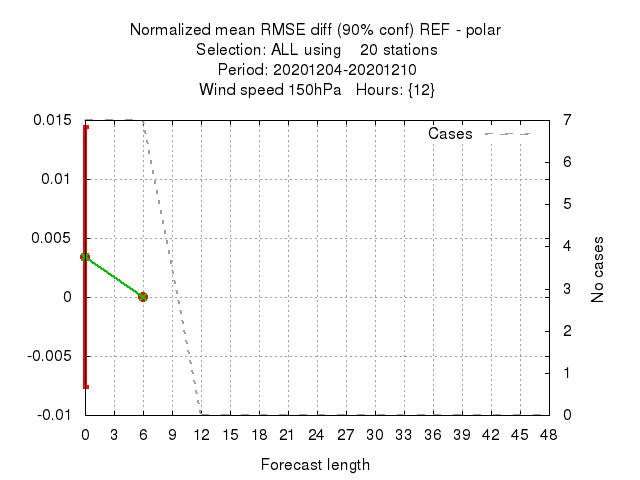 Normalized mean RMSE diff (90% conf) REF - polar
Selection: ALL using    20 stations
Period: 20201204-20201210
Wind speed 150hPa   Hours: {12}
Cases
0.015
0.01
0.005
0
-0.005
-0.01
7
6
5
4
3
2
1
0
No cases
0 3 6 9 12 15 18 21 24 27 30 33 36 39 42 45 48
Forecast length